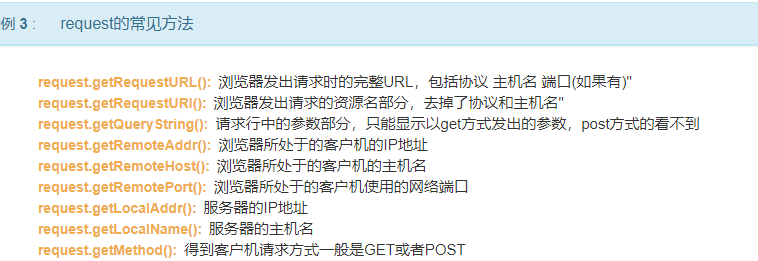 例 3 : request的常见方法
request.getRequestURL(): 浏览器发出请求时的完整URL，包括协议 主机名 端口(如果有)"
request.getRequestURI(): 浏览器发出请求的资源名部分，去掉了协议和主机名"
request.getQueryString(): 请求行中的参数部分，只能显示以get方式发出的参数，post方式的看不到
request.getRemoteAddr(): 浏览器所处于的客户机的IP地址
request.getRemoteHost(): 浏览器所处于的客户机的主机名
request.getRemotePort(): 浏览器所处于的客户机使用的网络端口
request.getLocalAddr(): 服务器的IP地址
request.getLocalName(): 服务器的主机名
request.getMethod(): 得到客户机请求方式一般是GET或者POST